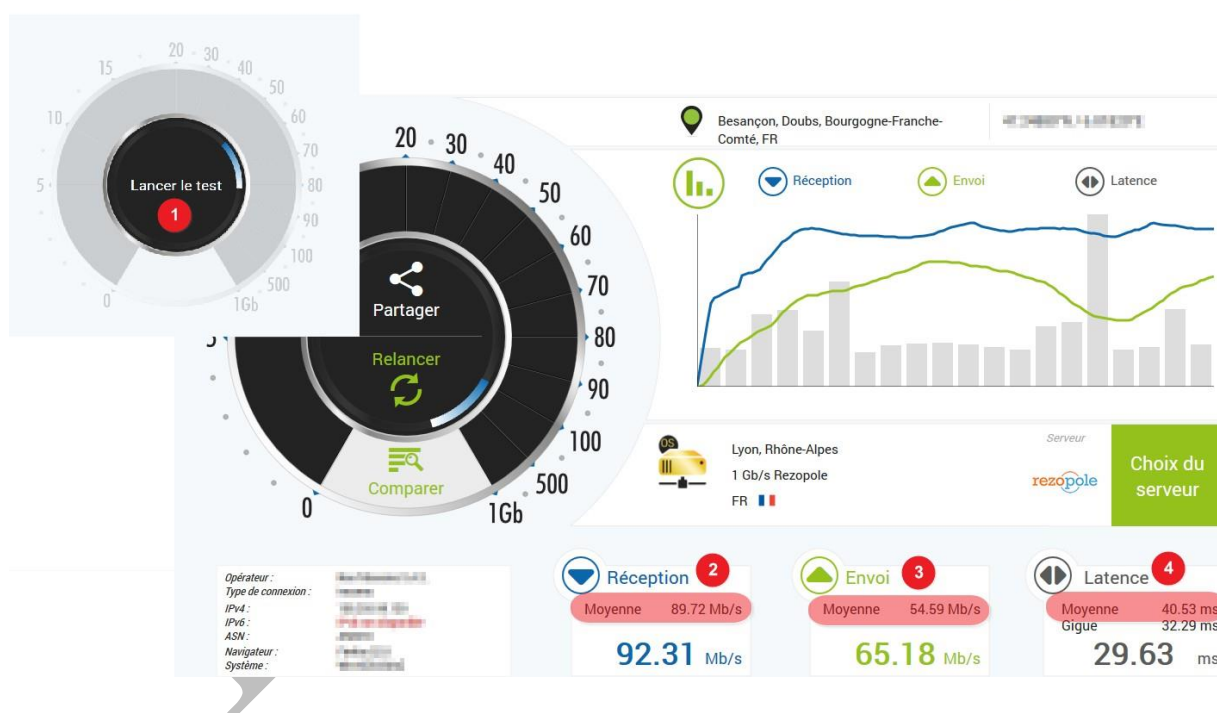 20
30
15
40
50
10
60
70
5
80
90
100
500
0
1Gb
Lancer le test
1
20
30
40
50
60
70
80
90
100
500
1Gb
0
Partager
Relancer
Comparer
Besançon, Doubs, Bourgogne-Franche-
Comté, FR
Réception
Envoi
Latence
OS
Lyon, Rhône-Alpes
1 Gb/s Rezopole
FR
Serveur
rezopole
Choix du
serveur
Opérateur :
Type de connexion :
IPv4 :
IPv6 :
ASN :
Navigateur :
Système :
Réception 2
Moyenne 89.72 Mb/s
92.31 Mb/s
Envoi 3
Moyenne 54.59 Mb/s
65.18 Mb/s
Latence 4
Moyenne 40.53 ms
Gigue 32.29 ms
29.63 ms